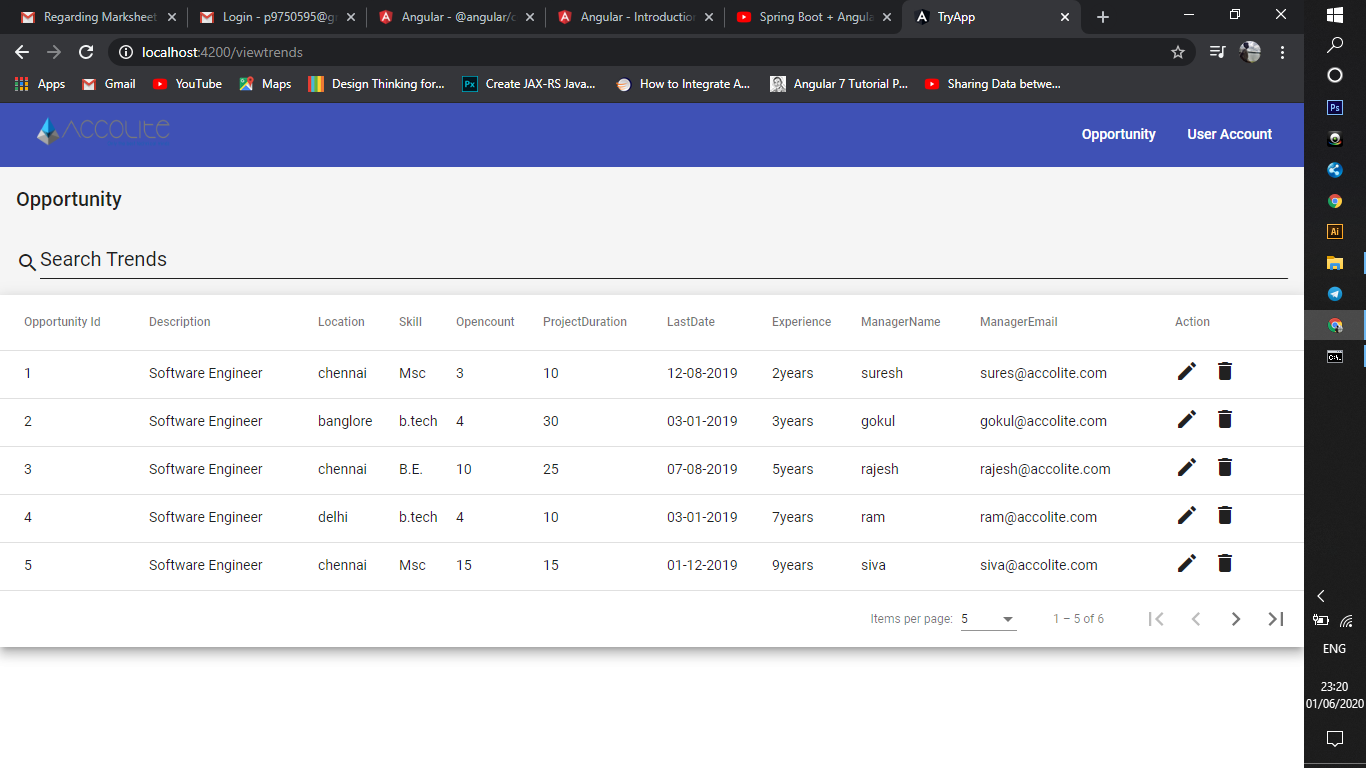 Regarding Marksheet
Login - p9750595@g
Angular - @angular/c
Angular - Introduction
Spring Boot + Angula
TryApp
localhost:4200/viewtrends
Apps Gmail YouTube Maps Design Thinking for... Create JAX-RS Java... How to Integrate A... Angular 7 Tutorial P... Sharing Data betwe...
ACCOLITE
Opportunity User Account
Opportunity
Search Trends
Opportunity Id Description Location Skill Opencount ProjectDuration LastDate Experience ManagerName ManagerEmail Action
1 Software Engineer chennai Msc 3 10 12-08-2019 2years suresh sures@accolite.com
2 Software Engineer banglore b.tech 4 30 03-01-2019 3years gokul gokul@accolite.com
3 Software Engineer chennai B.E. 10 25 07-08-2019 5years rajesh rajesh@accolite.com
4 Software Engineer delhi b.tech 4 10 03-01-2019 7years ram ram@accolite.com
5 Software Engineer chennai Msc 15 15 01-12-2019 9years siva siva@accolite.com
Items per page: 5 1 – 5 of 6
Ps
Ai
ENG
23:20
01/06/2020